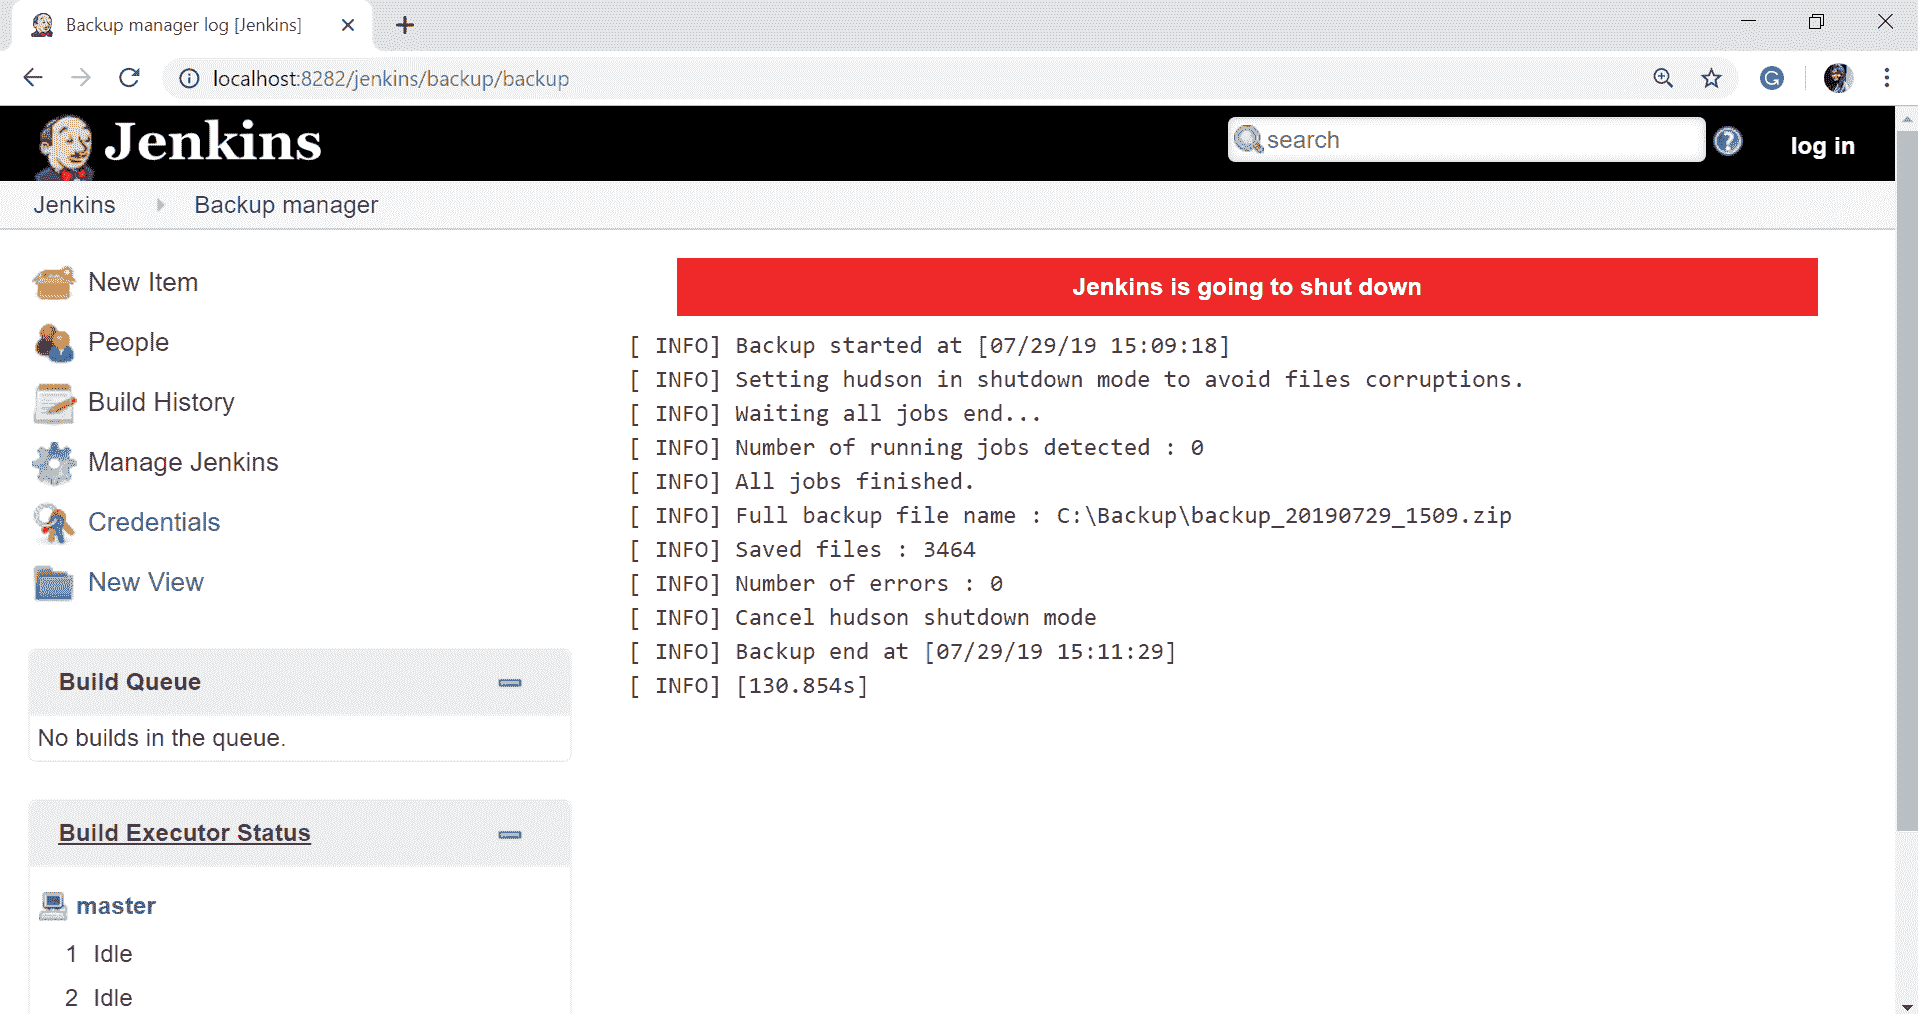 Backup manager log [Jenkins]
localhost:8282/jenkins/backup/backup
Jenkins
search
log in
Jenkins
Backup manager
New Item
People
Build History
Manage Jenkins
Credentials
New View
Build Queue
No builds in the queue.
Build Executor Status
master
1 Idle
2 Idle
Jenkins is going to shut down
[ INFO] Backup started at [07/29/19 15:09:18]
[ INFO] Setting hudson in shutdown mode to avoid files corruptions.
[ INFO] Waiting all jobs end...
[ INFO] Number of running jobs detected : 0
[ INFO] All jobs finished.
[ INFO] Full backup file name : C:\Backup\backup_20190729_1509.zip
[ INFO] Saved files : 3464
[ INFO] Number of errors : 0
[ INFO] Cancel hudson shutdown mode
[ INFO] Backup end at [07/29/19 15:11:29]
[ INFO] [130.854s]